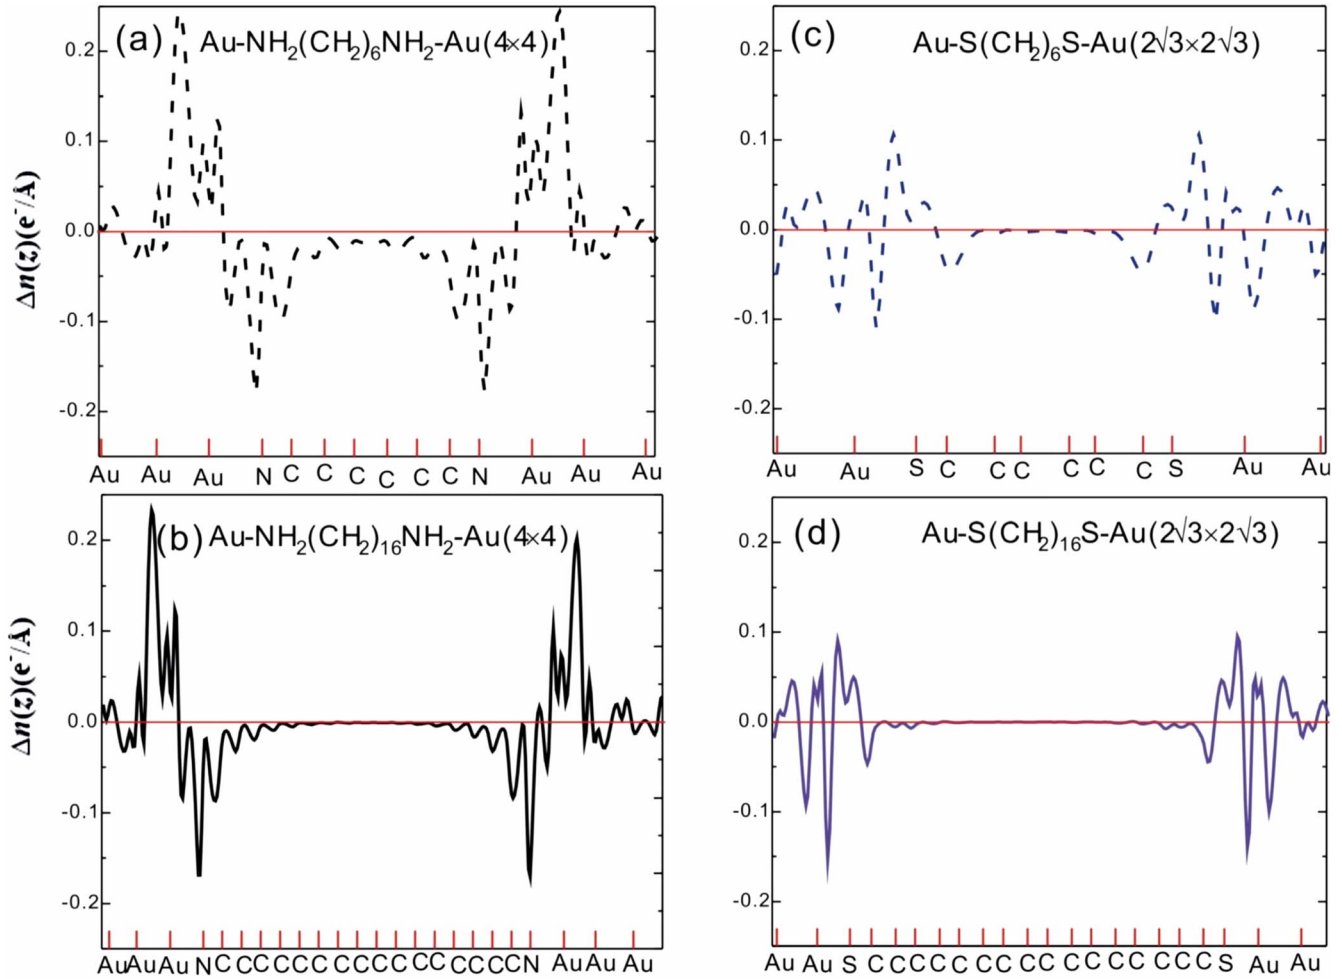 (a) Au-NH₂(CH₂)₆NH₂-Au(4×4)
0.2
0.1
0.0
-0.1
-0.2
Δn(z)(e⁻/Å)
Au Au Au N C C C C C C N Au Au Au
(c) Au-S(CH₂)₆S-Au(2√3×2√3)
0.2
0.1
0.0
-0.1
-0.2
Au Au S C C C C C C S Au Au
(b) Au-NH₂(CH₂)₁₆NH₂-Au(4×4)
0.2
0.1
0.0
-0.1
-0.2
Δn(z)(e⁻/Å)
Au Au Au N C C C C C C C C C C C C C C C C N Au Au Au
(d) Au-S(CH₂)₁₆S-Au(2√3×2√3)
0.2
0.1
0.0
-0.1
-0.2
Au Au S C C C C C C C C C C C C C C C C S Au Au